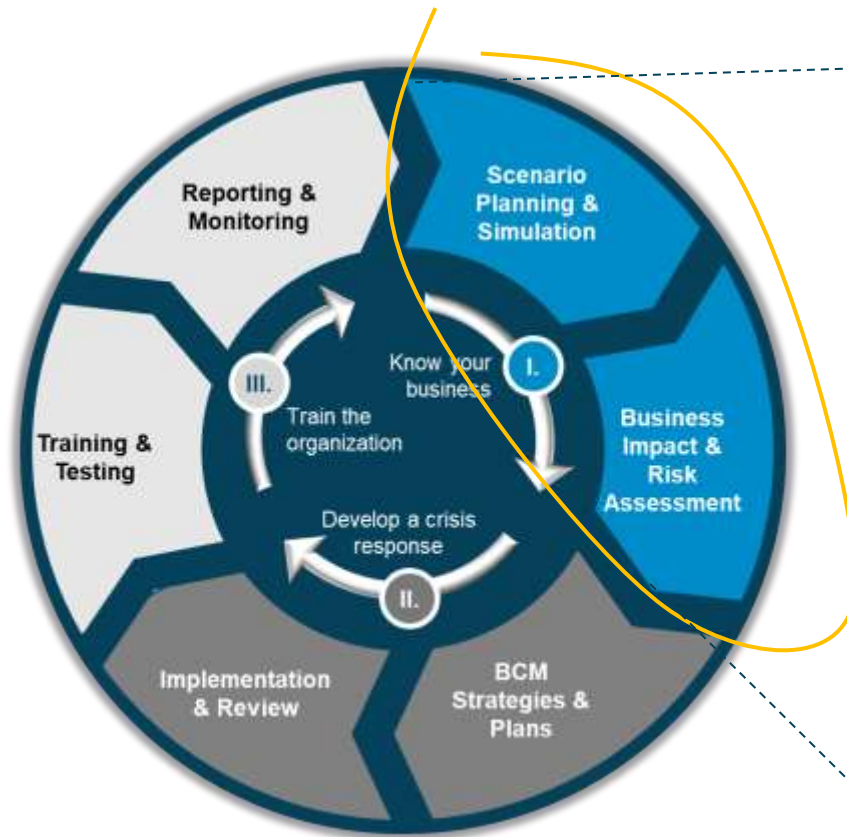 Scenario
Planning &
Simulation
Business
Impact &
Risk
Assessment
BCM
Strategies &
Plans
Implementation
& Review
Training &
Testing
Reporting &
Monitoring
I.
Know your
business
II.
Develop a crisis
response
III.
Train the
organization